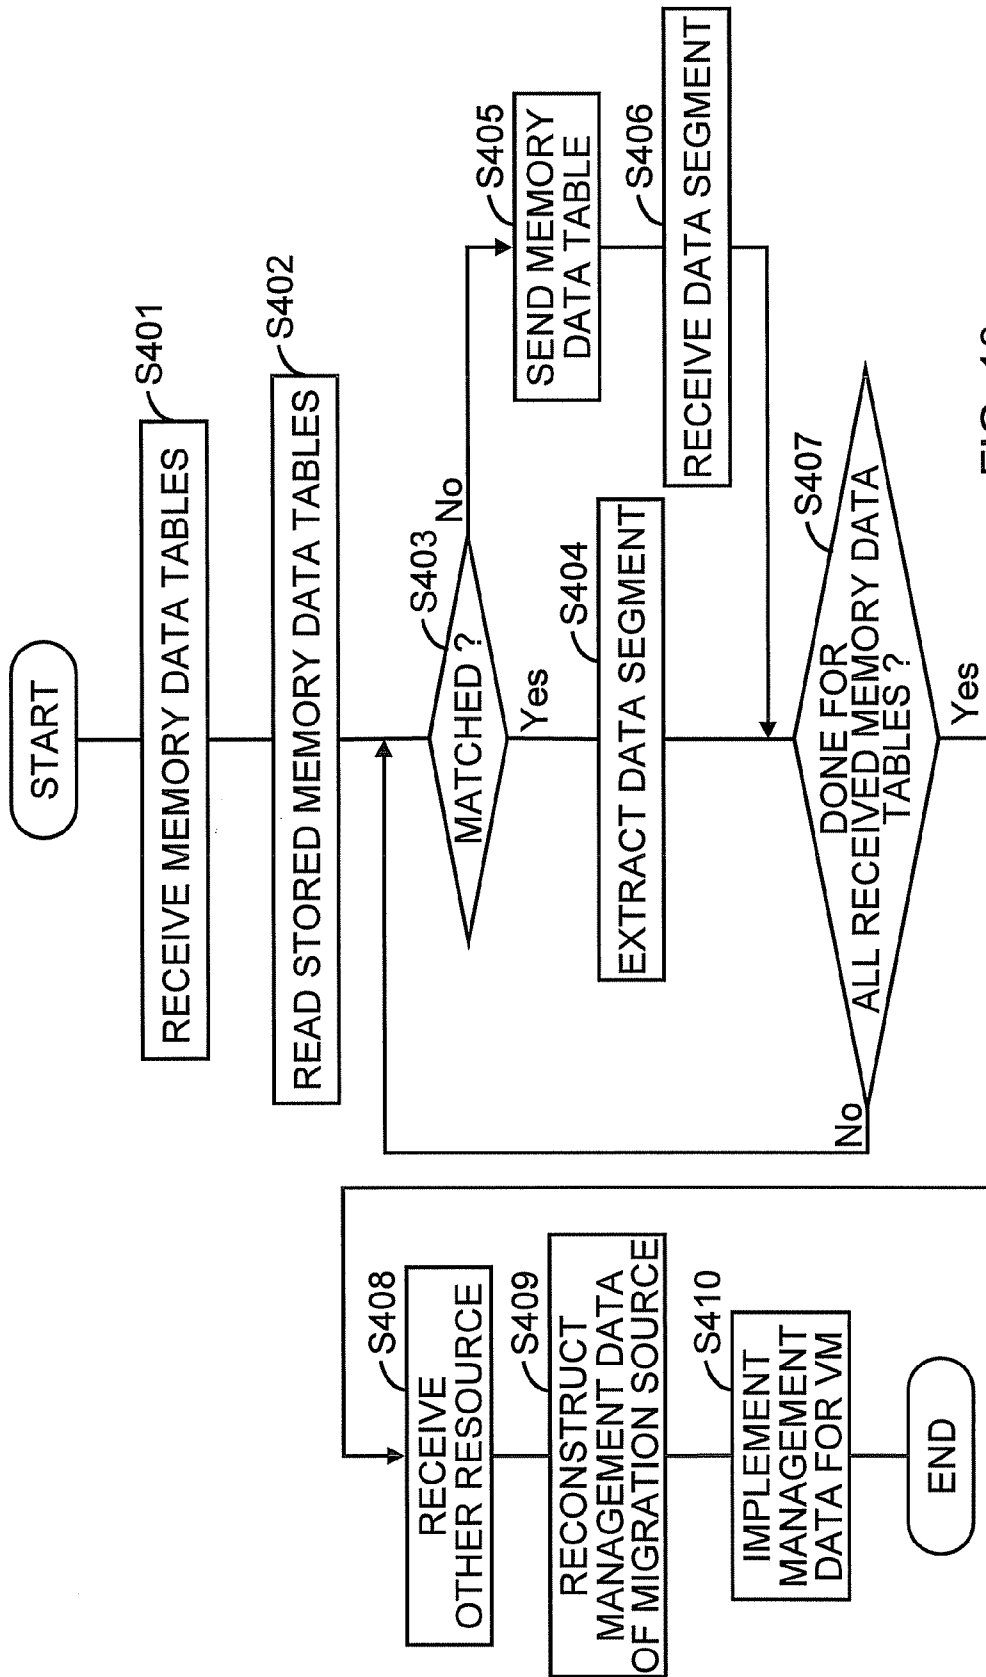 START
S401
RECEIVE MEMORY DATA TABLES
S402
READ STORED MEMORY DATA TABLES
S403
MATCHED ?
No
Yes
S404
EXTRACT DATA SEGMENT
S405
SEND MEMORY
DATA TABLE
S406
RECEIVE DATA SEGMENT
S407
DONE FOR
ALL RECEIVED MEMORY DATA
TABLES ?
No
Yes
S408
RECEIVE
OTHER RESOURCE
S409
RECONSTRUCT
MANAGEMENT DATA
OF MIGRATION SOURCE
S410
IMPLEMENT
MANAGEMENT
DATA FOR VM
END